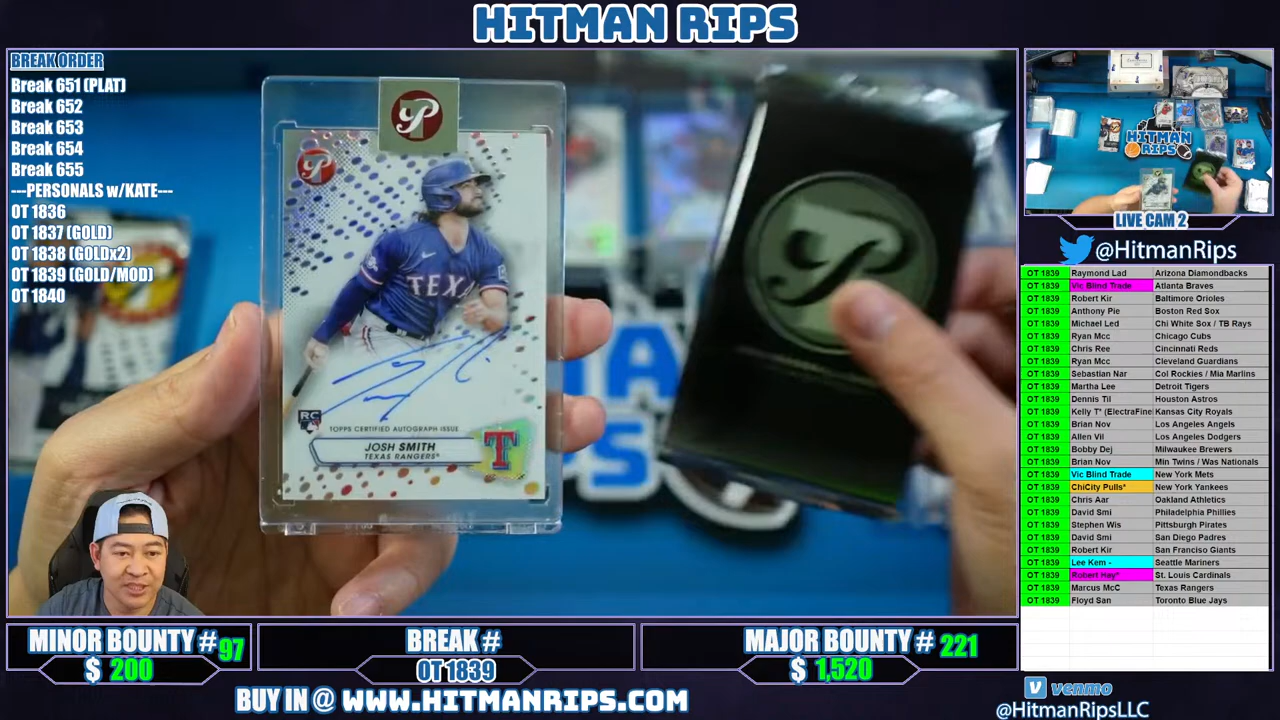 HITMAN RIPS
BREAK ORDER
Break 651 (PLAT)
Break 652
Break 653
Break 654
Break 655
---PERSONALS w/KATE---
OT 1836
OT 1837 (GOLD)
OT 1838 (GOLDx2)
OT 1839 (GOLD/MOD)
OT 1840
TEXA
RC
TOPPS CERTIFIED AUTOGRAPH ISSUE
JOSH SMITH
TEXAS RANGERS®
T
HITMAN
RIPS
LIVE CAM 2
@HitmanRips
OT 1839 Raymond Lad Arizona Diamondbacks
OT 1839 Vic Blind Trade Atlanta Braves
OT 1839 Robert Kir Baltimore Orioles
OT 1839 Anthony Pie Boston Red Sox
OT 1839 Michael Led Chi White Sox / TB Rays
OT 1839 Ryan Mcc Chicago Cubs
OT 1839 Chris Ree Cincinnati Reds
OT 1839 Ryan Mcc Cleveland Guardians
OT 1839 Sebastian Nar Col Rockies / Mia Marlins
OT 1839 Martha Lee Detroit Tigers
OT 1839 Dennis Til Houston Astros
OT 1839 Kelly T* (ElectraFine Kansas City Royals
OT 1839 Brian Nov Los Angeles Angels
OT 1839 Allen Vil Los Angeles Dodgers
OT 1839 Bobby Dej Milwaukee Brewers
OT 1839 Brian Nov Min Twins / Was Nationals
OT 1839 Vic Blind Trade New York Mets
OT 1839 ChiCity Pulls* New York Yankees
OT 1839 Chris Aar Oakland Athletics
OT 1839 David Smi Philadelphia Phillies
OT 1839 Stephen Wis Pittsburgh Pirates
OT 1839 David Smi San Diego Padres
OT 1839 Robert Kir San Franciso Giants
OT 1839 Lee Kem - Seattle Mariners
OT 1839 Robert Hay* St. Louis Cardinals
OT 1839 Marcus McC Texas Rangers
OT 1839 Floyd San Toronto Blue Jays
MINOR BOUNTY # 97
$ 200
BREAK #
OT 1839
MAJOR BOUNTY # 221
$ 1,520
BUY IN @ WWW.HITMANRIPS.COM
venmo
@HitmanRipsLLC